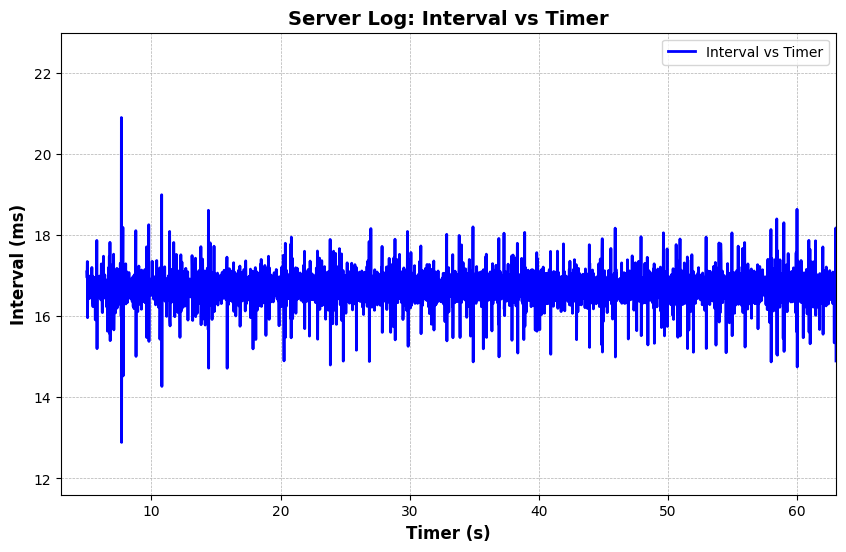 Server Log: Interval vs Timer
Interval vs Timer
22
20
18
16
14
12
Interval (ms)
10 20 30 40 50 60
Timer (s)